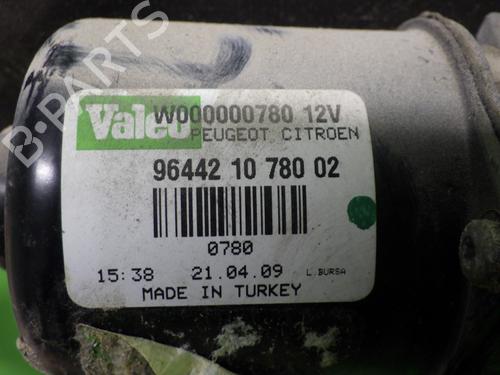 Valeo
W000000780 12V
PEUGEOT CITROEN
96442 10 780 02
0780
15:38 21.04.09 L.BURSA
MADE IN TURKEY
B-PARTS